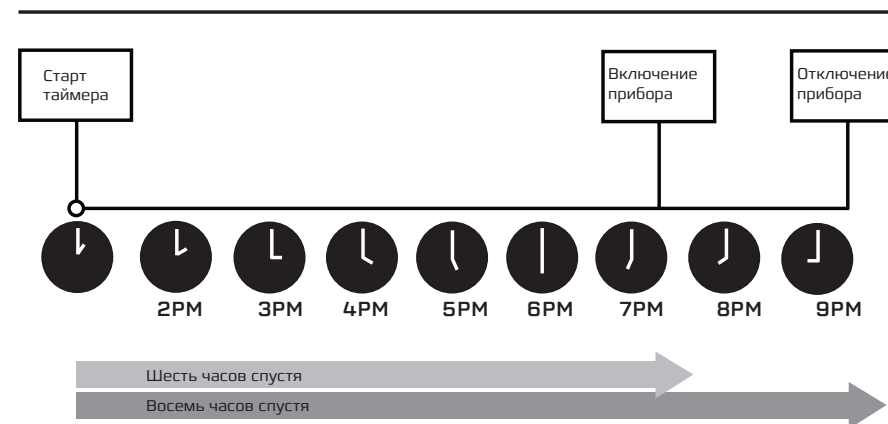 Старт
таймера
Включение
прибора
Отключение
прибора
2PM 3PM 4PM 5PM 6PM 7PM 8PM 9PM
Шесть часов спустя
Восемь часов спустя